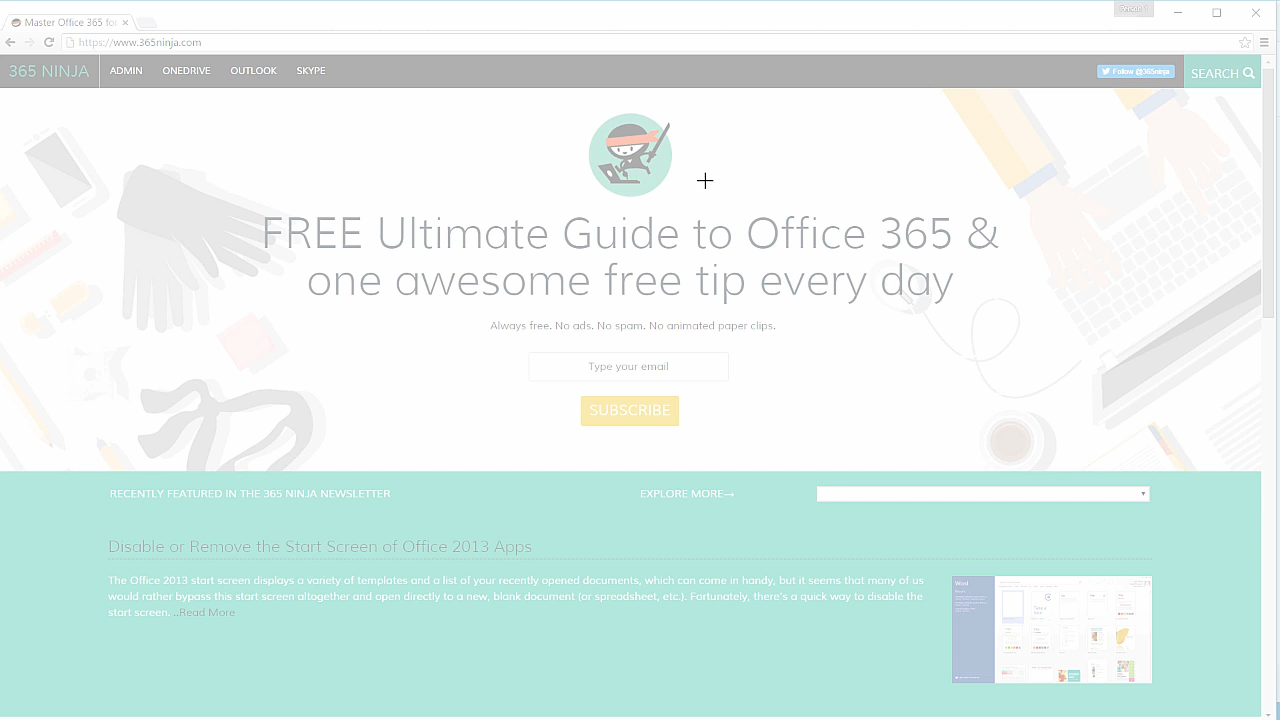 Master Office 365 for
https://www.365ninja.com
365 NINJA
ADMIN
ONEDRIVE
OUTLOOK
SKYPE
Follow @365ninja
SEARCH
FREE Ultimate Guide to Office 365 &
one awesome free tip every day
Always free. No ads. No spam. No animated paper clips.
Type your email
SUBSCRIBE
RECENTLY FEATURED IN THE 365 NINJA NEWSLETTER
EXPLORE MORE→
Disable or Remove the Start Screen of Office 2013 Apps
The Office 2013 start screen displays a variety of templates and a list of your recently opened documents, which can come in handy, but it seems that many of us
would rather bypass this start screen altogether and open directly to a new, blank document (or spreadsheet, etc.). Fortunately, there's a quick way to disable the
start screen. ...Read More
Word
Take a
tour